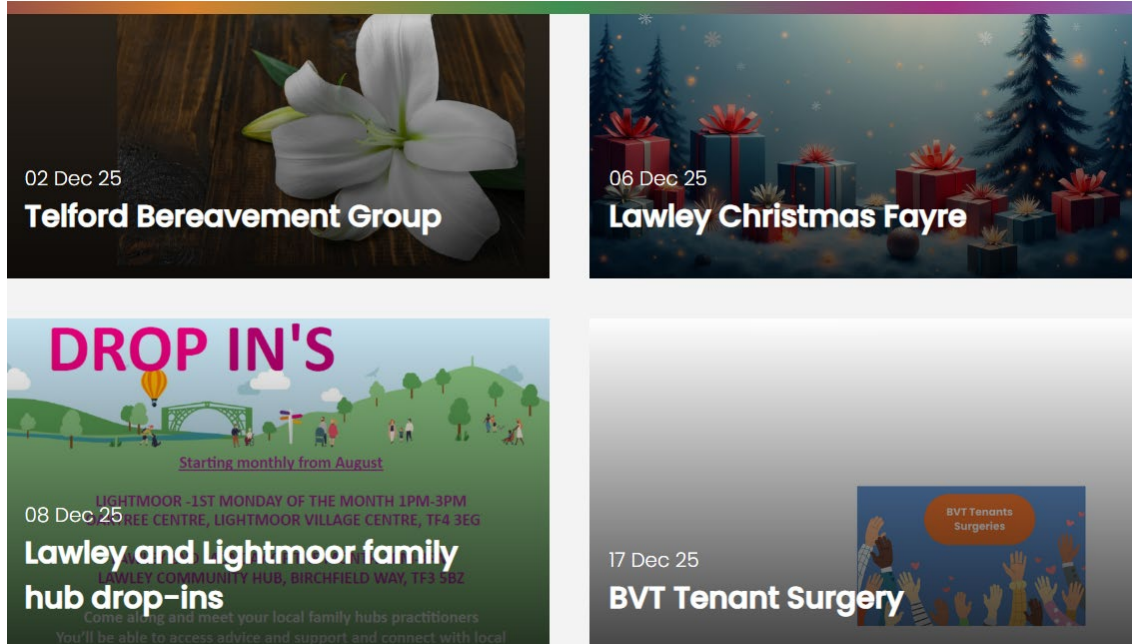 02 Dec 25
Telford Bereavement Group
06 Dec 25
Lawley Christmas Fayre
DROP IN'S
Starting monthly from August
LIGHTMOOR -1ST MONDAY OF THE MONTH 1PM-3PM
TREE CENTRE, LIGHTMOOR VILLAGE CENTRE, TF4 3EG
LAWLEY COMMUNITY HUB, BIRCHFIELD WAY, TF3 5BZ
Come along and meet your local family hubs practitioners
You'll be able to access advice and support and connect with local
08 Dec 25
Lawley and Lightmoor family
hub drop-ins
BVT Tenants
Surgeries
17 Dec 25
BVT Tenant Surgery